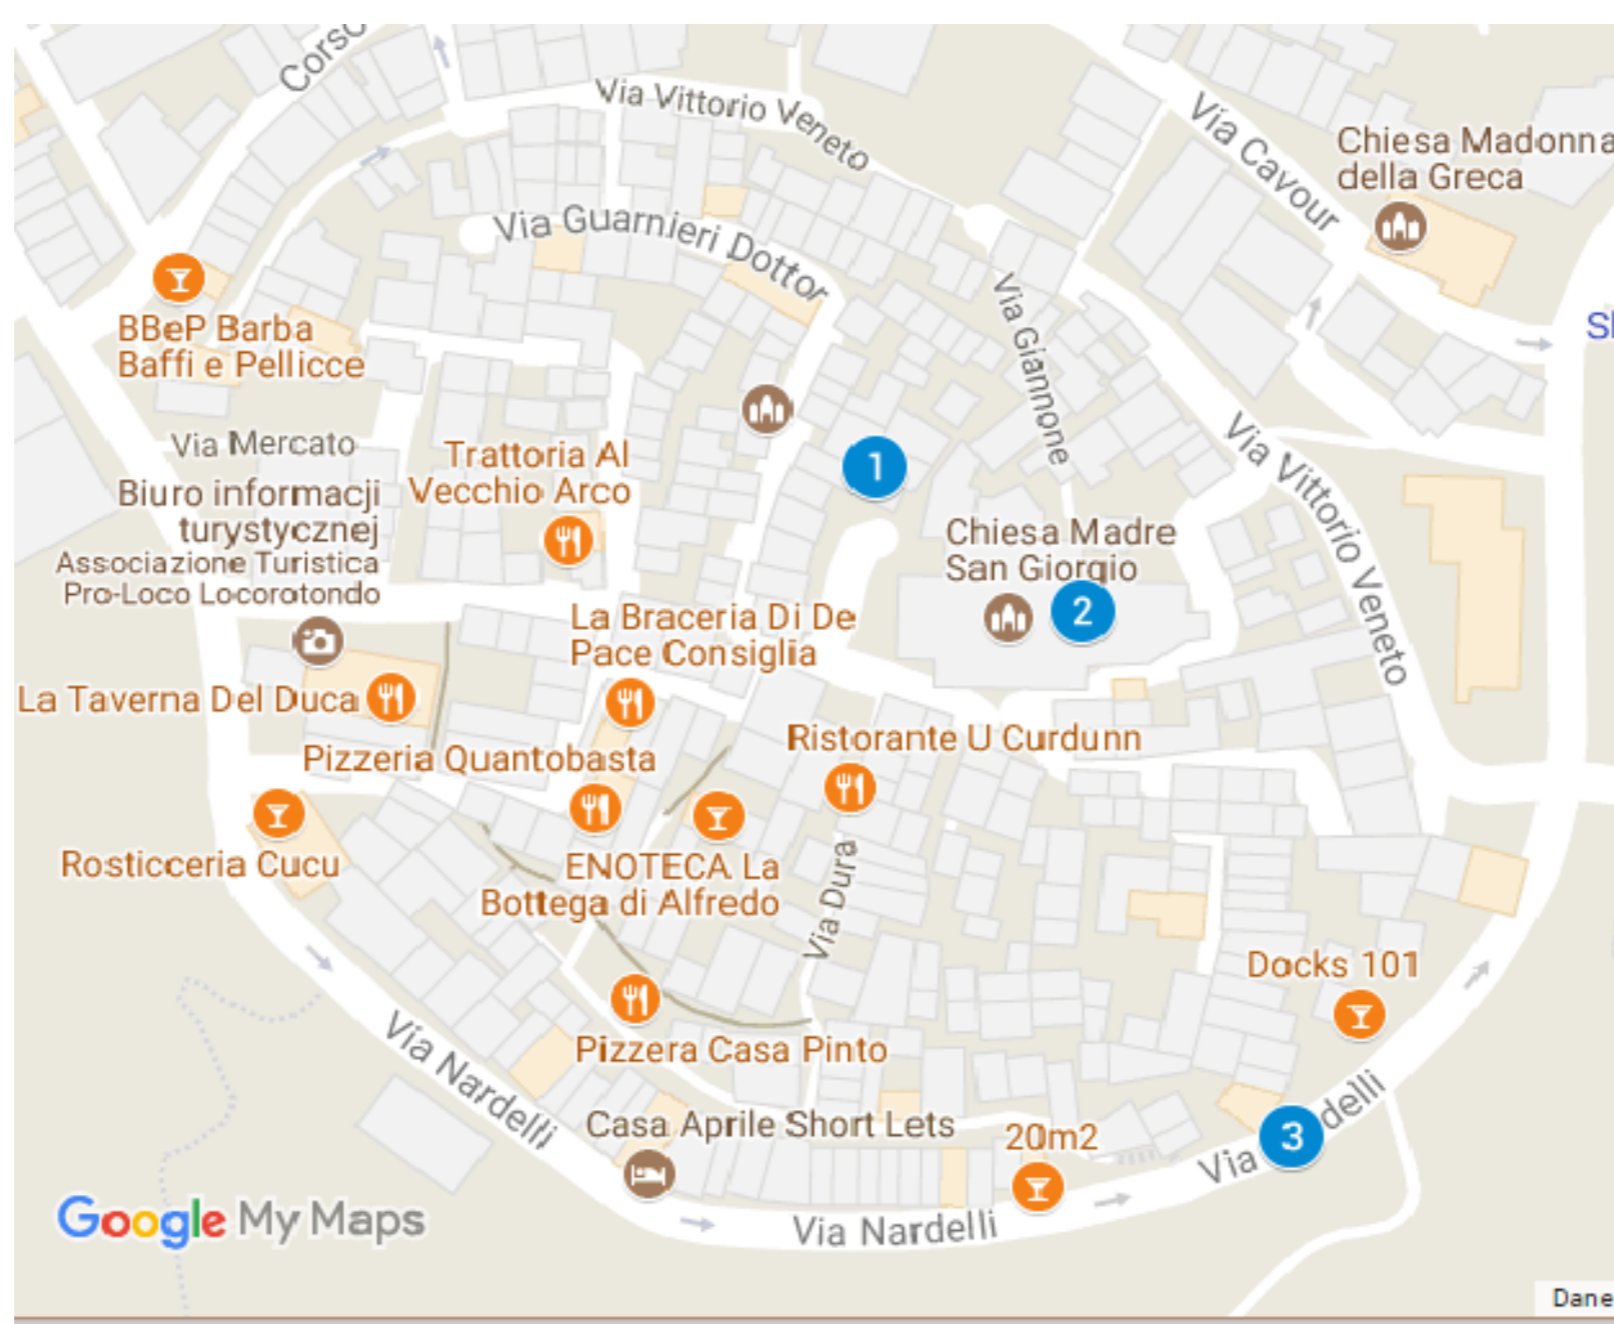 Corso
Via Vittorio Veneto
Via Cavour
Chiesa Madonna
della Greca
Via Guarnieri Dottor
BBeP Barba
Baffi e Pellicce
Via Giannone
Via Mercato
Trattoria Al
Vecchio Arco
1
Via Vittorio Veneto
Biuro informacji
turystycznej
Associazione Turistica
Pro-Loco Locorotondo
Chiesa Madre
San Giorgio
2
La Braceria Di De
Pace Consiglia
La Taverna Del Duca
Pizzeria Quantobasta
Ristorante U Curdunn
Rosticceria Cucu
ENOTECA La
Bottega di Alfredo
Via Dura
Docks 101
Via Nardelli
Pizzera Casa Pinto
Casa Aprile Short Lets
20m2
3
Via delli
Via Nardelli
Google My Maps
Dane